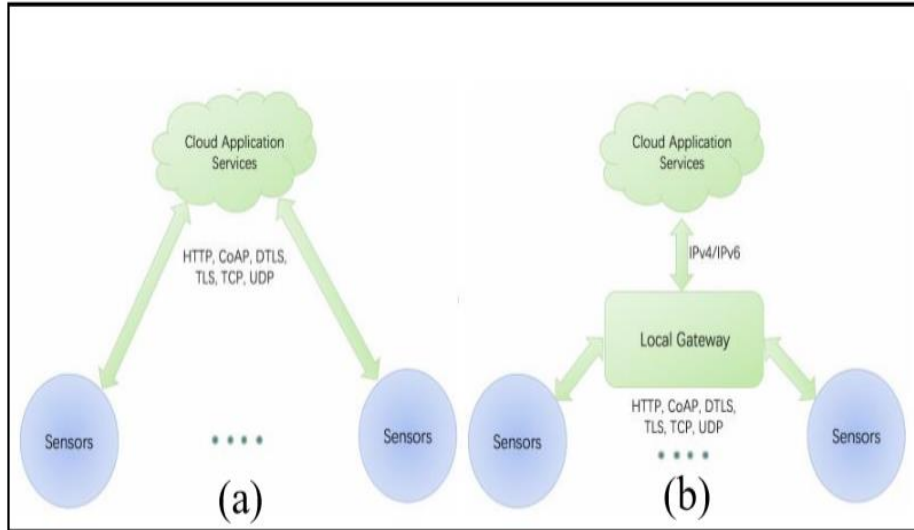 Cloud Application
Services
HTTP, CoAP, DTLS,
TLS, TCP, UDP
Sensors
Sensors
(a)
Cloud Application
Services
IPv4/IPv6
Local Gateway
HTTP, CoAP, DTLS,
TLS, TCP, UDP
Sensors
Sensors
(b)